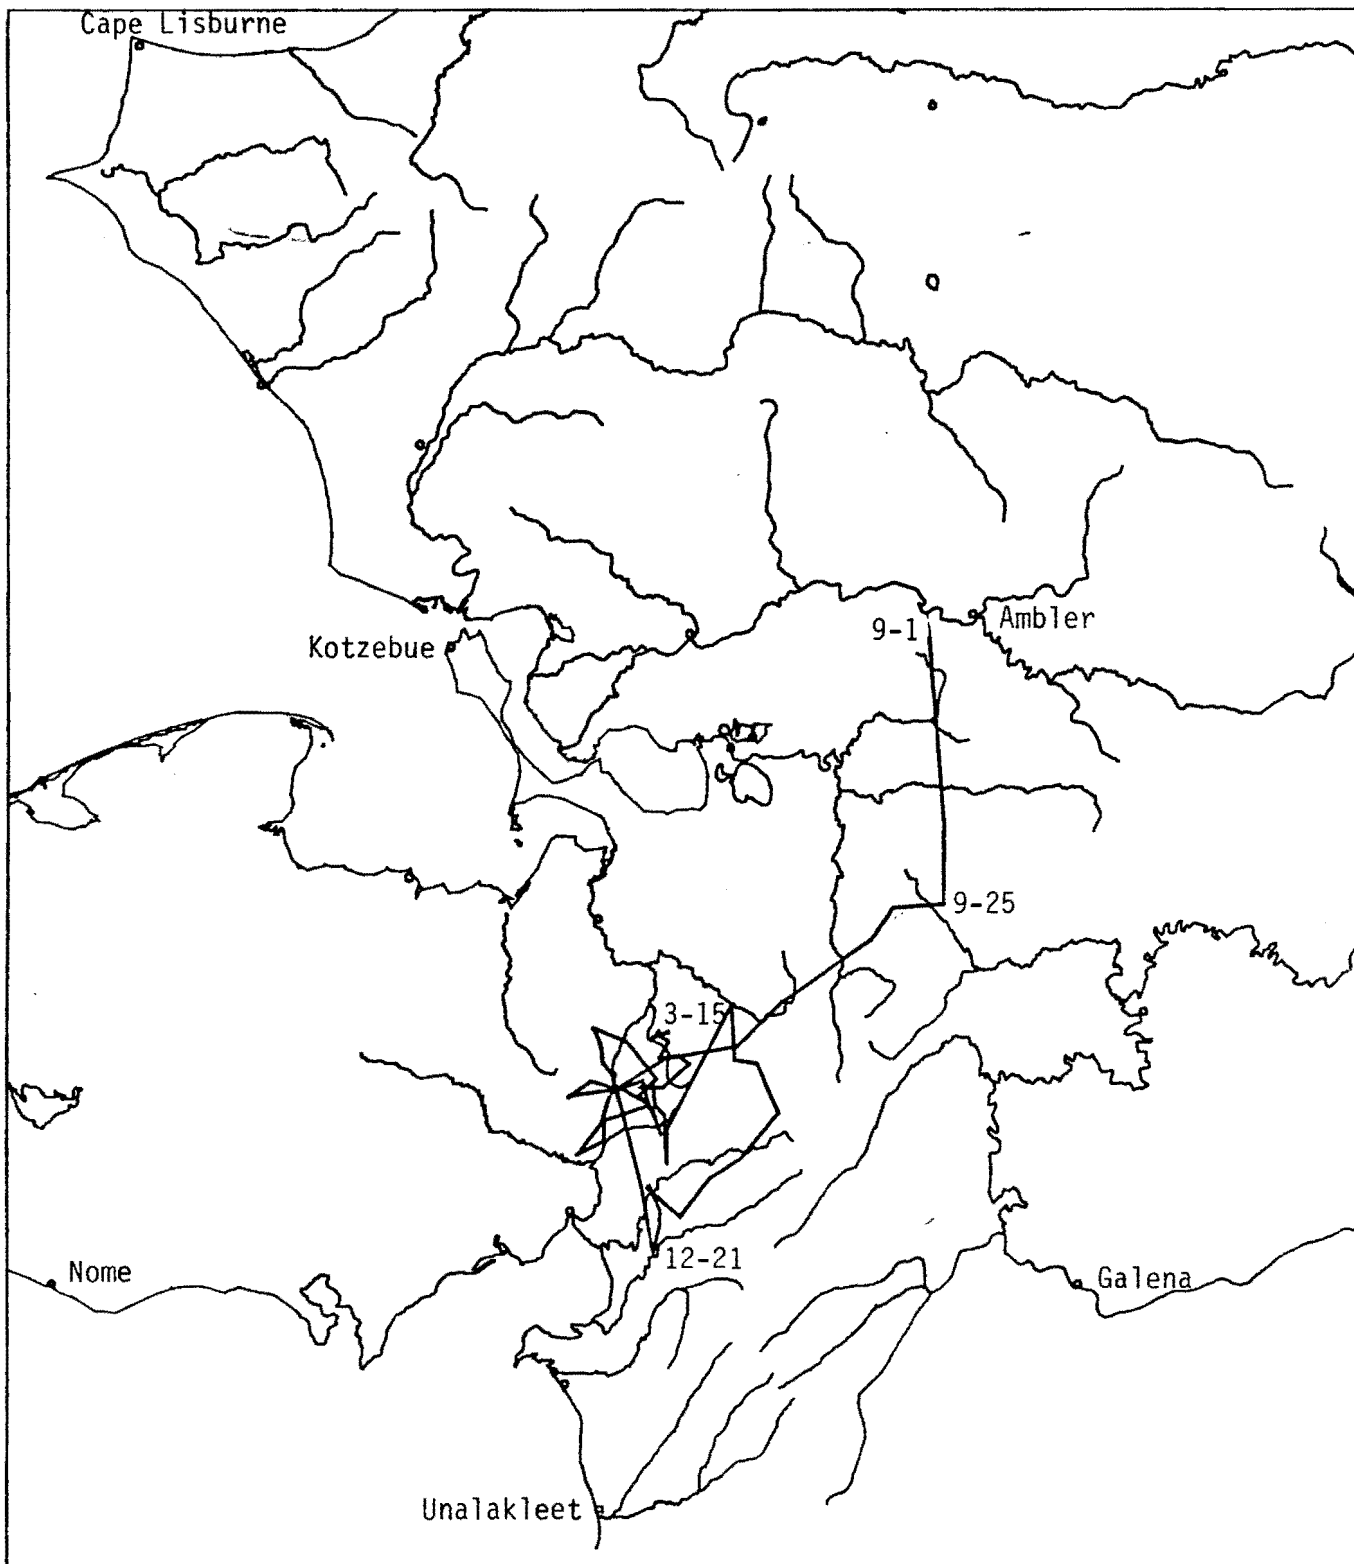 Cape Lisburne
Ambler
9-1
Kotzebue
9-25
3-15
12-21
Nome
Galena
Unalakleet